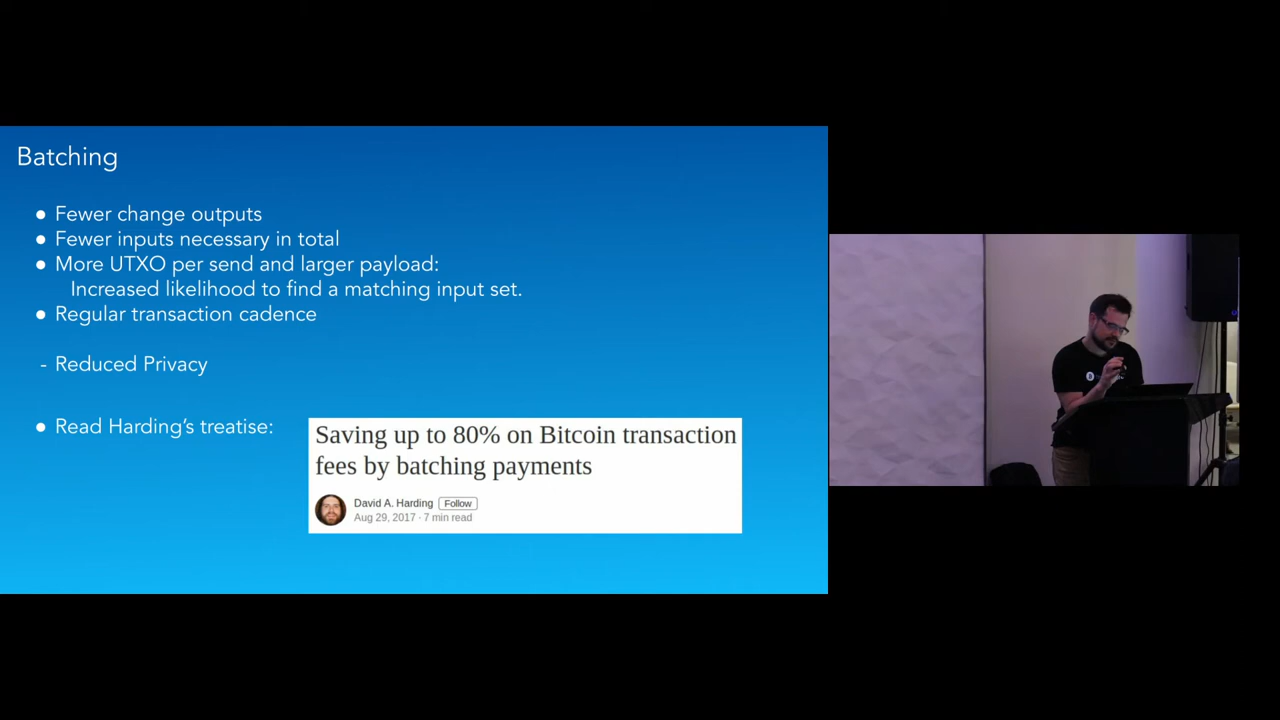 Batching
● Fewer change outputs
● Fewer inputs necessary in total
● More UTXO per send and larger payload:
Increased likelihood to find a matching input set.
● Regular transaction cadence
- Reduced Privacy
● Read Harding's treatise:
Saving up to 80% on Bitcoin transaction
fees by batching payments
David A. Harding Follow
Aug 29, 2017 · 7 min read